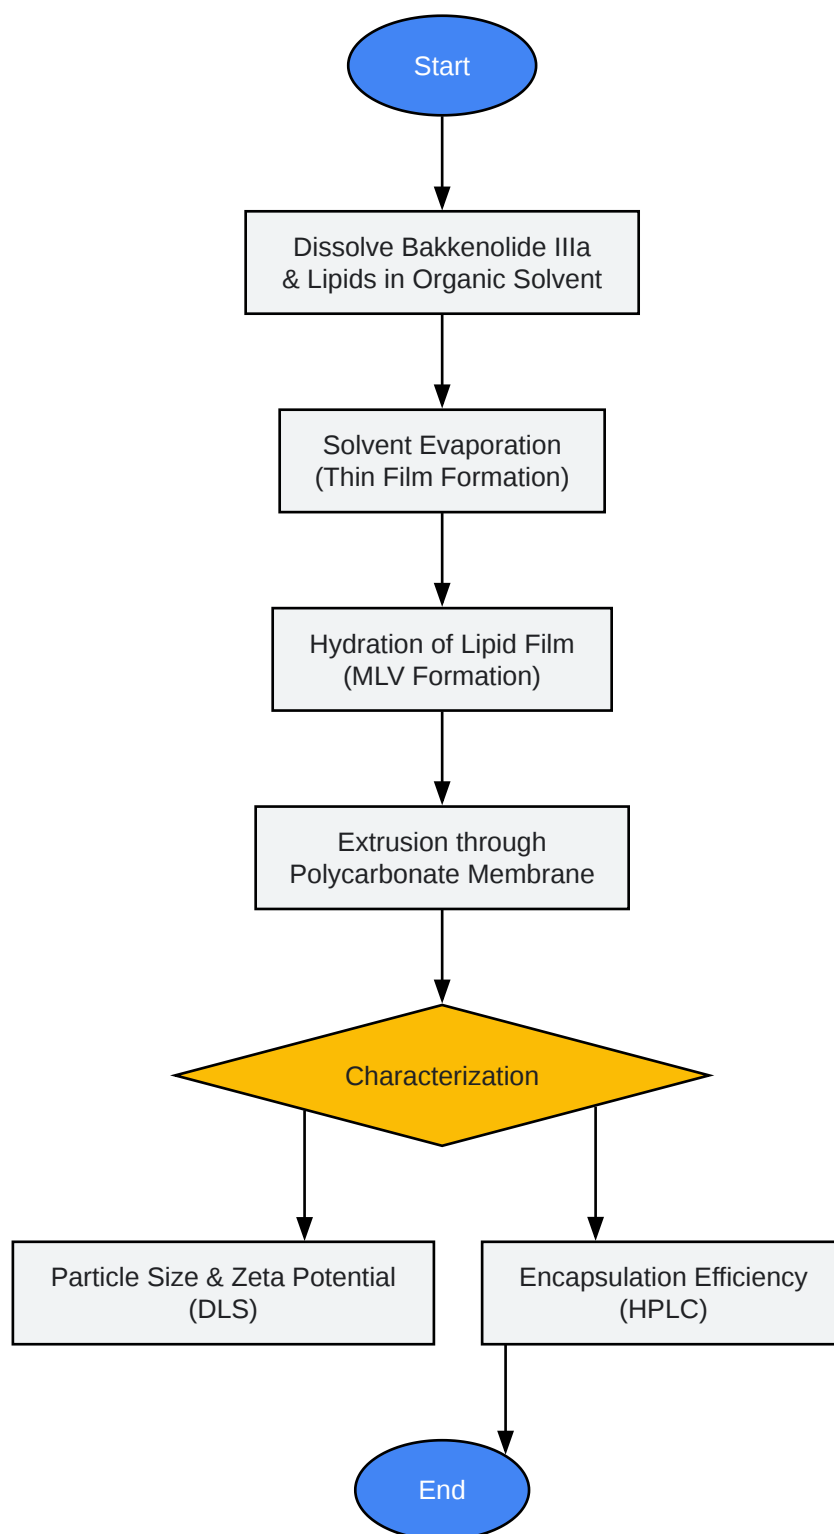 Start
Dissolve Bakkenolide IIIa
& Lipids in Organic Solvent
Solvent Evaporation
(Thin Film Formation)
Hydration of Lipid Film
(MLV Formation)
Extrusion through
Polycarbonate Membrane
Characterization
Particle Size & Zeta Potential
(DLS)
Encapsulation Efficiency
(HPLC)
End